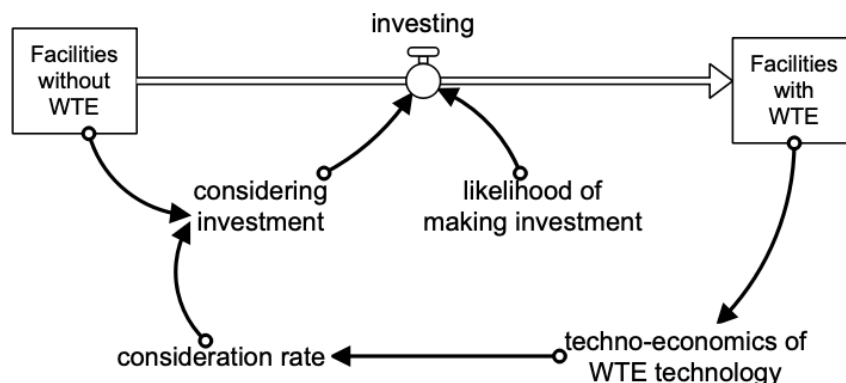 investing
Facilities
without
WTE
Facilities
with
WTE
considering
investment
likelihood of
making investment
consideration rate
techno-economics of
WTE technology